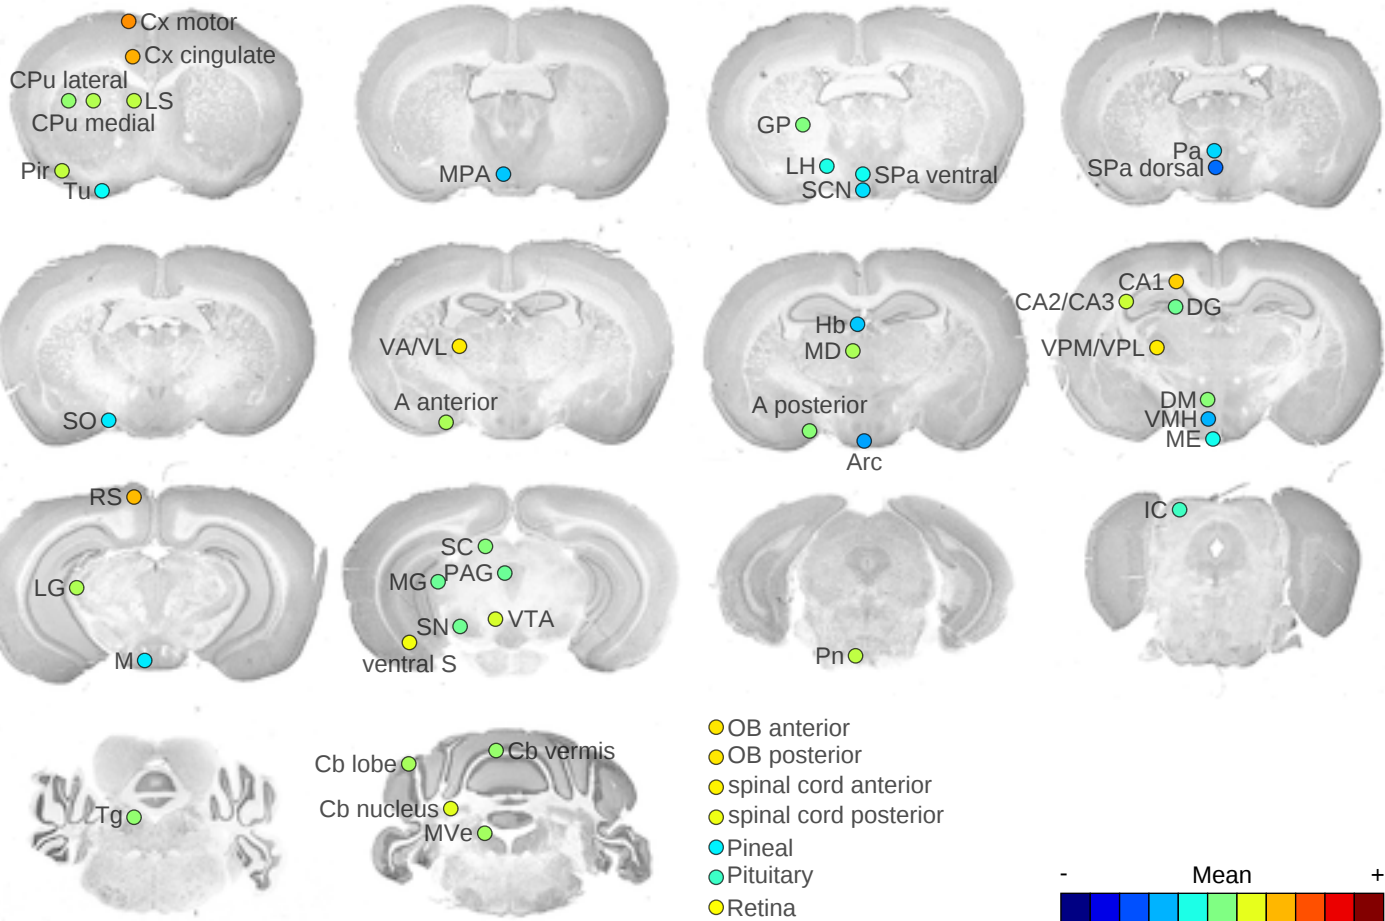 Cx motor
Cx cingulate
CPu lateral
LS
CPu medial
Pir
Tu
MPA
GP
LH
SPa ventral
SCN
Pa
SPa dorsal
SO
VA/VL
A anterior
Hb
MD
A posterior
Arc
CA1
CA2/CA3
DG
VPM/VPL
DM
VMH
ME
RS
LG
M
SC
MG
PAG
SN
VTA
ventral S
Pn
IC
Tg
Cb lobe
Cb vermis
Cb nucleus
MVe
OB anterior
OB posterior
spinal cord anterior
spinal cord posterior
Pineal
Pituitary
Retina
- Mean +